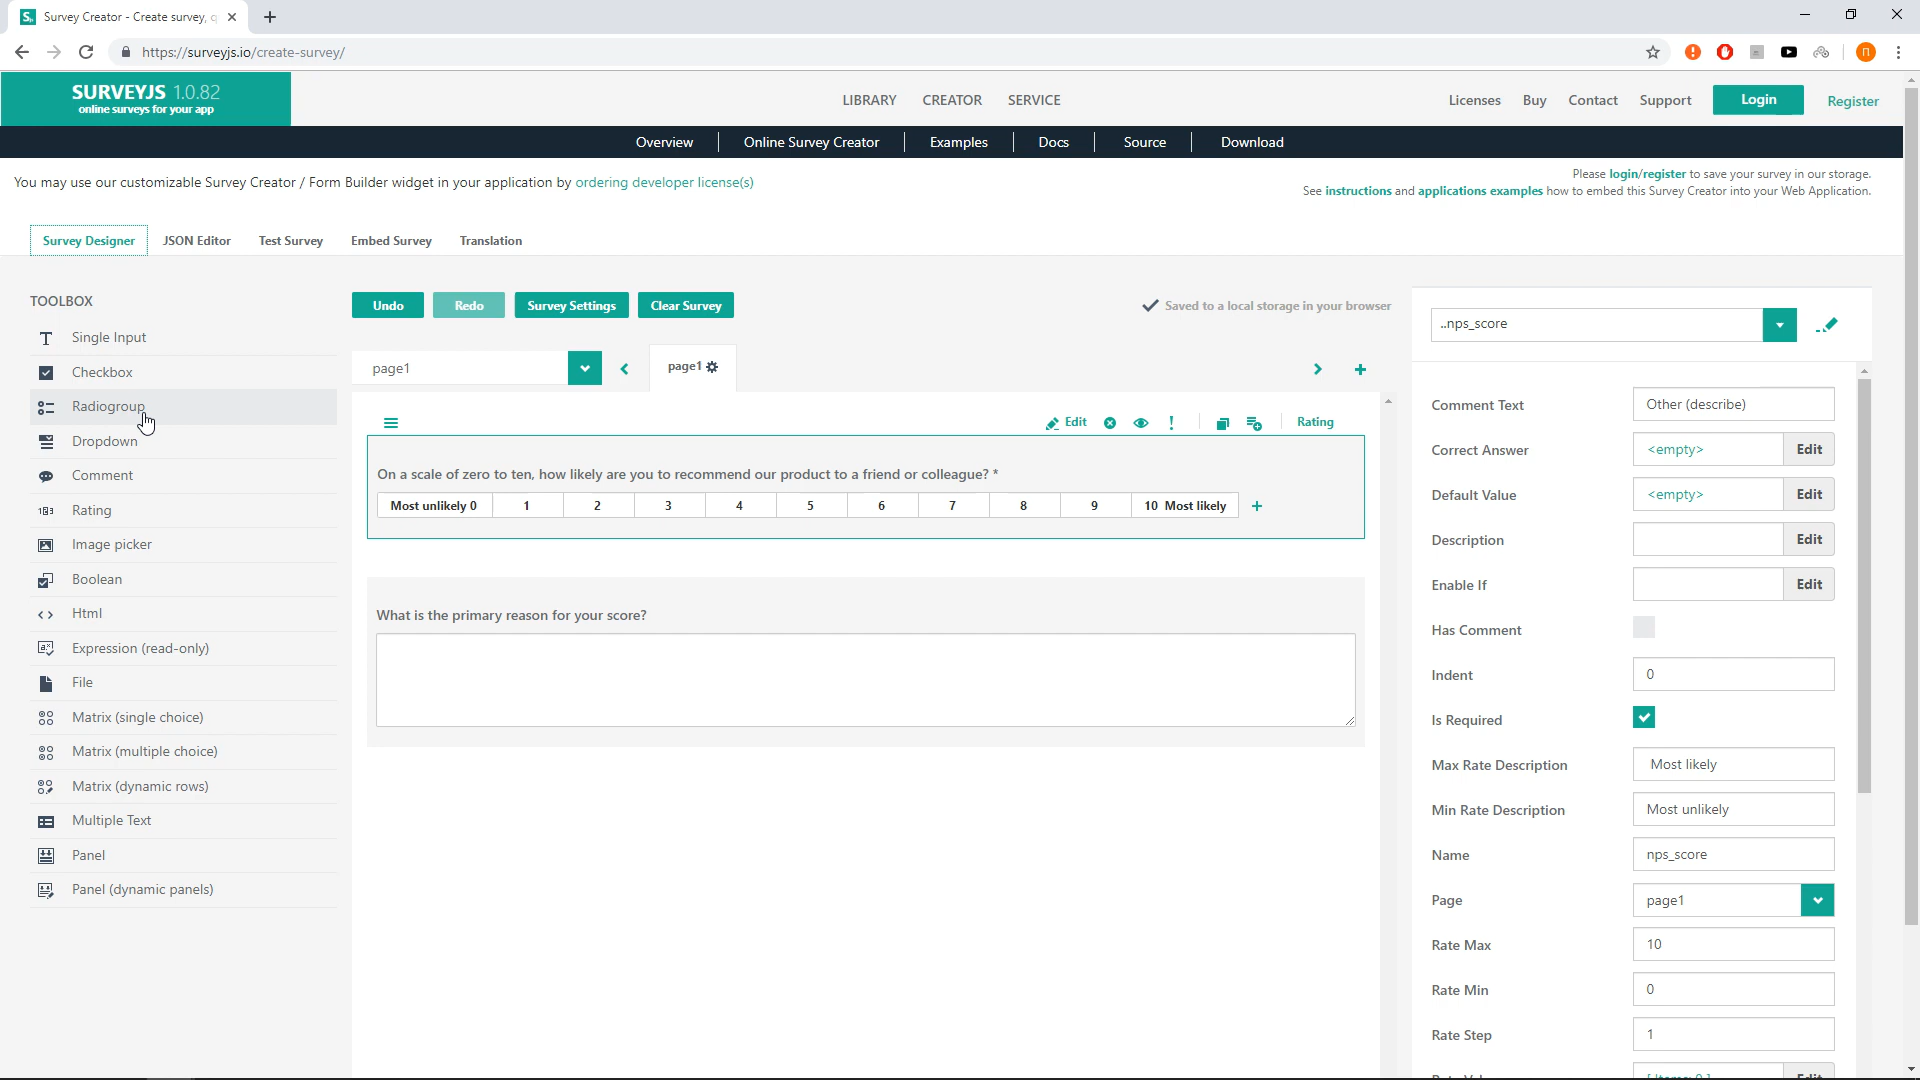 Survey Creator - Create survey, q
https://surveyjs.io/create-survey/
П
SURVEYJS 1.0.82
online surveys for your app
LIBRARY CREATOR SERVICE
Licenses Buy Contact Support Login Register
Overview Online Survey Creator Examples Docs Source Download
You may use our customizable Survey Creator / Form Builder widget in your application by ordering developer license(s)
Please login/register to save your survey in our storage.
See instructions and applications examples how to embed this Survey Creator into your Web Application.
Survey Designer JSON Editor Test Survey Embed Survey Translation
TOOLBOX
Single Input
Checkbox
Radiogroup
Dropdown
Comment
Rating
Image picker
Boolean
Html
Expression (read-only)
File
Matrix (single choice)
Matrix (multiple choice)
Matrix (dynamic rows)
Multiple Text
Panel
Panel (dynamic panels)
Undo Redo Survey Settings Clear Survey
Saved to a local storage in your browser
page1
page1
Edit
Rating
On a scale of zero to ten, how likely are you to recommend our product to a friend or colleague? *
Most unlikely 0 1 2 3 4 5 6 7 8 9 10 Most likely
What is the primary reason for your score?
..nps_score
Comment Text Other (describe)
Correct Answer <empty> Edit
Default Value <empty> Edit
Description Edit
Enable If Edit
Has Comment
Indent 0
Is Required
Max Rate Description Most likely
Min Rate Description Most unlikely
Name nps_score
Page page1
Rate Max 10
Rate Min 0
Rate Step 1